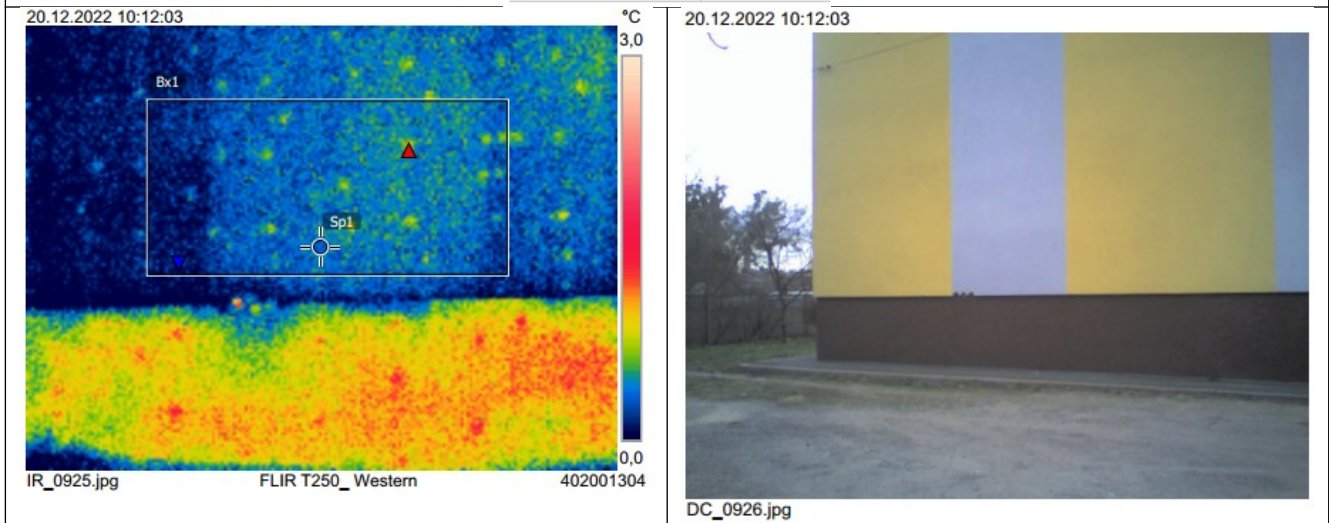 20.12.2022 10:12:03
°C
3,0
Bx1
Sp1
0,0
IR_0925.jpg FLIR T250_ Western 402001304
20.12.2022 10:12:03
DC_0926.jpg